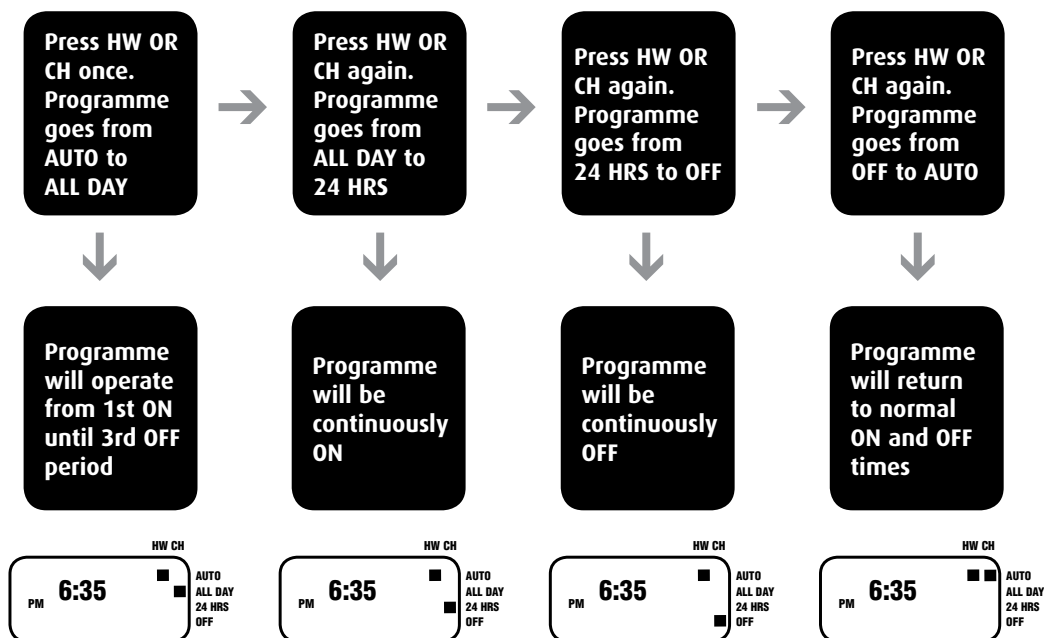 Press HW OR
CH once.
Programme
goes from
AUTO to
ALL DAY
Press HW OR
CH again.
Programme
goes from
ALL DAY to
24 HRS
Press HW OR
CH again.
Programme
goes from
24 HRS to OFF
Press HW OR
CH again.
Programme
goes from
OFF to AUTO
Programme
will operate
from 1st ON
until 3rd OFF
period
Programme
will be
continuously
ON
Programme
will be
continuously
OFF
Programme
will return
to normal
ON and OFF
times
HW CH
PM 6:35
AUTO
ALL DAY
24 HRS
OFF
HW CH
PM 6:35
AUTO
ALL DAY
24 HRS
OFF
HW CH
PM 6:35
AUTO
ALL DAY
24 HRS
OFF
HW CH
PM 6:35
AUTO
ALL DAY
24 HRS
OFF